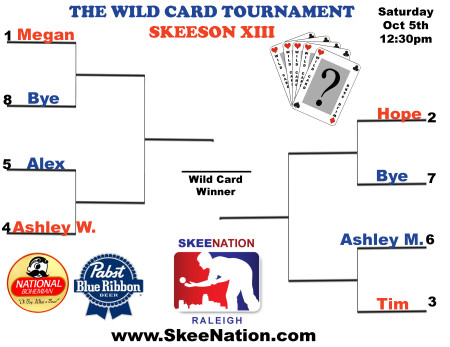 THE WILD CARD TOURNAMENT
SKEESON XIII
Saturday
Oct 5th
12:30pm
1 Megan
8 Bye
5 Alex
4 Ashley W.
Wild Card
Winner
Hope 2
Bye 7
Ashley M. 6
Tim 3
?
NATIONAL
BOHEMIAN
Pabst
Blue Ribbon
BEER
SKEENATION
RALEIGH
www.SkeeNation.com